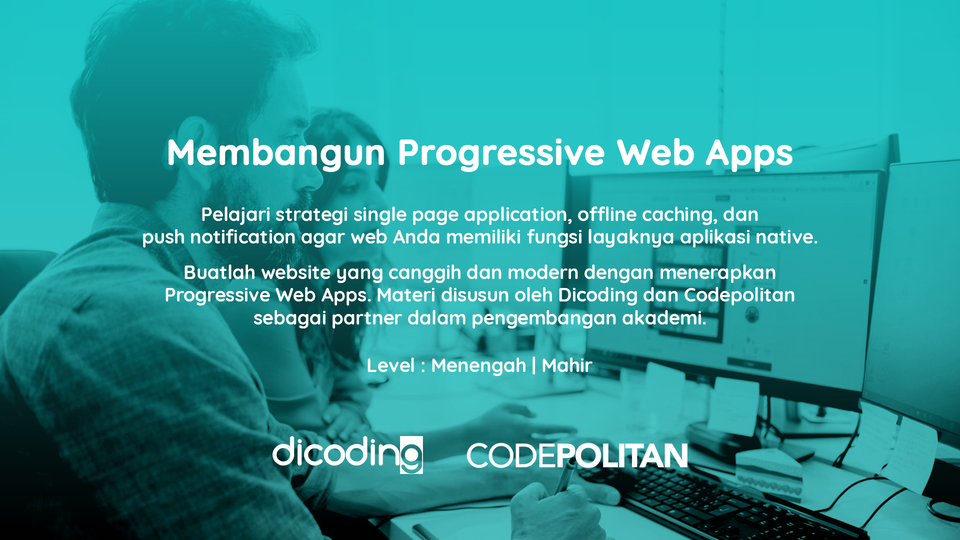 Membangun Progressive Web Apps
Pelajari strategi single page application, offline caching, dan
push notification agar web Anda memiliki fungsi layaknya aplikasi native.
Buatlah website yang canggih dan modern dengan menerapkan
Progressive Web Apps. Materi disusun oleh Dicoding dan Codepolitan
sebagai partner dalam pengembangan akademi.
Level : Menengah | Mahir
dicoding CODEPOLITAN